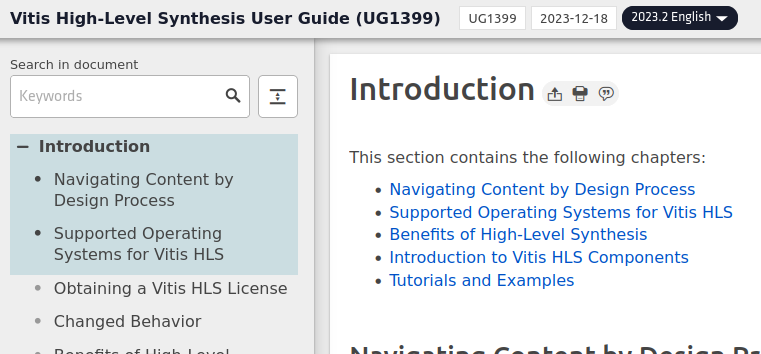 Vitis High-Level Synthesis User Guide (UG1399)
UG1399
2023-12-18
2023.2 English
Search in document
Keywords
Introduction
Navigating Content by
Design Process
Supported Operating
Systems for Vitis HLS
Obtaining a Vitis HLS License
Changed Behavior
Benefits of High-Level
Introduction
This section contains the following chapters:
Navigating Content by Design Process
Supported Operating Systems for Vitis HLS
Benefits of High-Level Synthesis
Introduction to Vitis HLS Components
Tutorials and Examples
Navigating Content by Design Pr